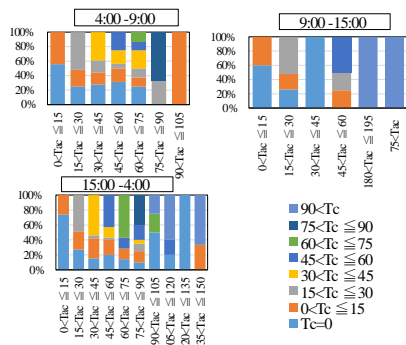 4:00 -9:00
100%
80%
60%
40%
20%
0%
0<Tac ≦ 15
15<Tac ≦ 30
30<Tac ≦ 45
45<Tac ≦ 60
60<Tac ≦ 75
75<Tac ≦ 90
90<Tac ≦ 105
9:00 -15:00
100%
80%
60%
40%
20%
0%
0<Tac ≦ 15
15<Tac ≦ 30
30<Tac ≦ 45
45<Tac ≦ 60
180<Tac ≦ 195
75<Tac
15:00 -4:00
100%
80%
60%
40%
20%
0%
0<Tac ≦ 15
15<Tac ≦ 30
30<Tac ≦ 45
45<Tac ≦ 60
60<Tac ≦ 75
75<Tac ≦ 90
90<Tac ≦ 105
05<Tac ≦ 120
20<Tac ≦ 135
35<Tac ≦ 150
90<Tc
75<Tc ≦ 90
60<Tc ≦ 75
45<Tc ≦ 60
30<Tc ≦ 45
15<Tc ≦ 30
0<Tc ≦ 15
Tc=0